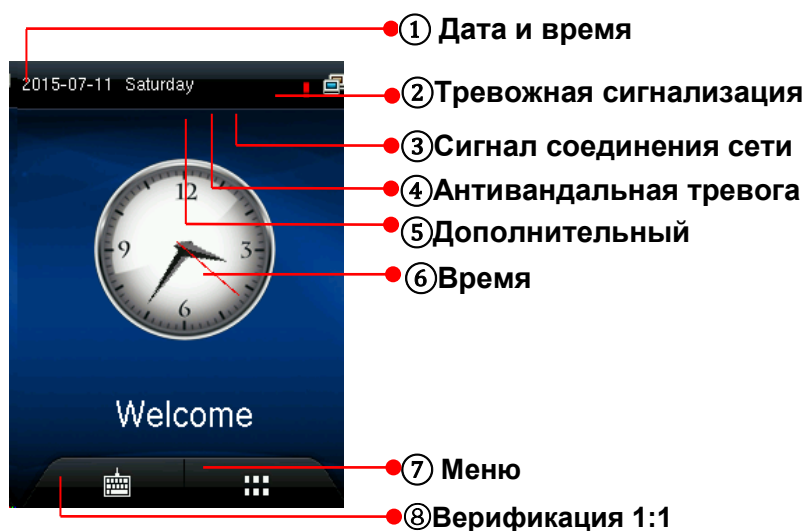 ① Дата и время
2015-07-11 Saturday
②Тревожная сигнализация
③Сигнал соединения сети
④Антивандальная тревога
⑤Дополнительный
⑥Время
12
9
3
6
Welcome
⑦ Меню
⑧Верификация 1:1